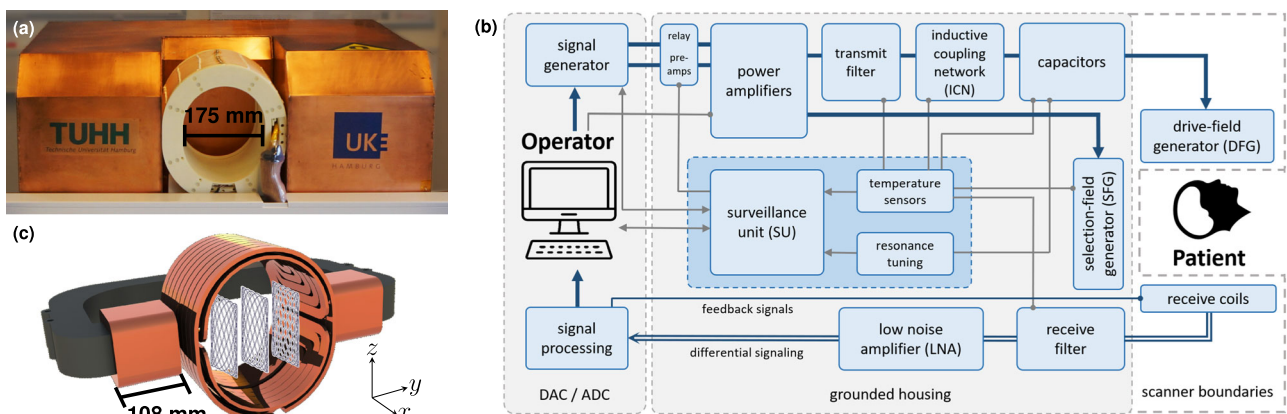 (a)
175 mm
TUHH
Technische Universität Hamburg
UKE
HAMBURG
(b)
signal
generator
relay
pre-
amps
power
amplifiers
transmit
filter
inductive
coupling
network
(ICN)
capacitors
Operator
drive-field
generator (DFG)
surveillance
unit (SU)
temperature
sensors
resonance
tuning
selection-field
generator (SFG)
Patient
receive coils
feedback signals
signal
processing
differential signaling
low noise
amplifier (LNA)
receive
filter
DAC / ADC
grounded housing
scanner boundaries
(c)
108 mm
z
y
x